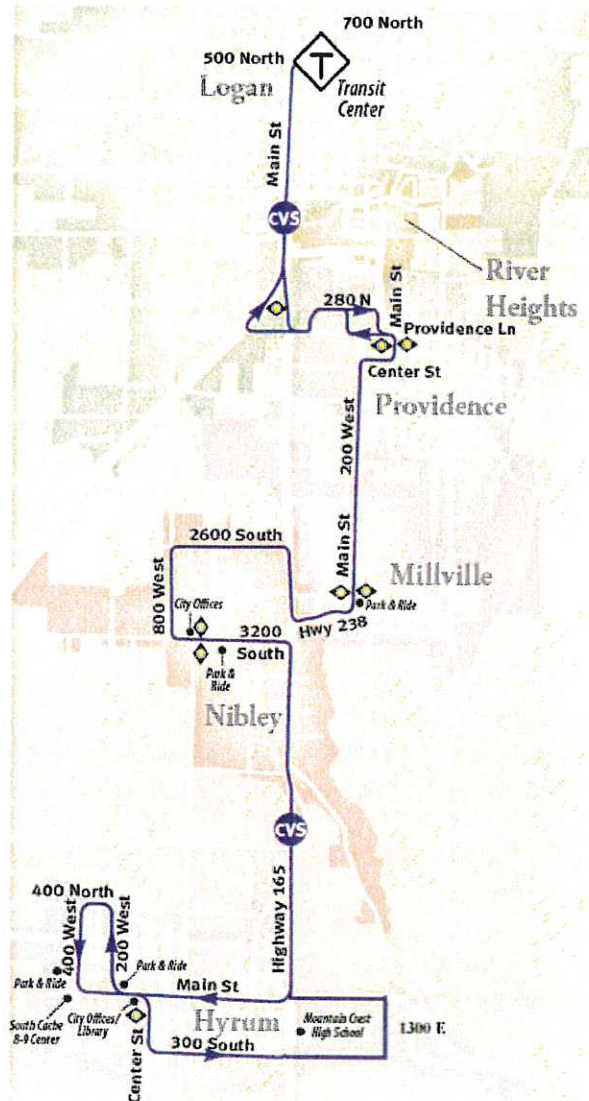 700 North
500 North
T
Logan
Transit
Center
Main St
CVS
River
Heights
280 N
Main St
Providence Ln
Center St
Providence
200 West
2600 South
Main St
Millville
800 West
City Offices
Park & Ride
Hwy 238
3200
South
Park &
Ride
Nibley
CVS
Highway 165
400 North
400 West
200 West
Park & Ride
Park & Ride
Main St
South Cache
8-9 Center
City Offices/
Library
Hyrum
Mountain Crest
High School
1300 E
Center St
300 South